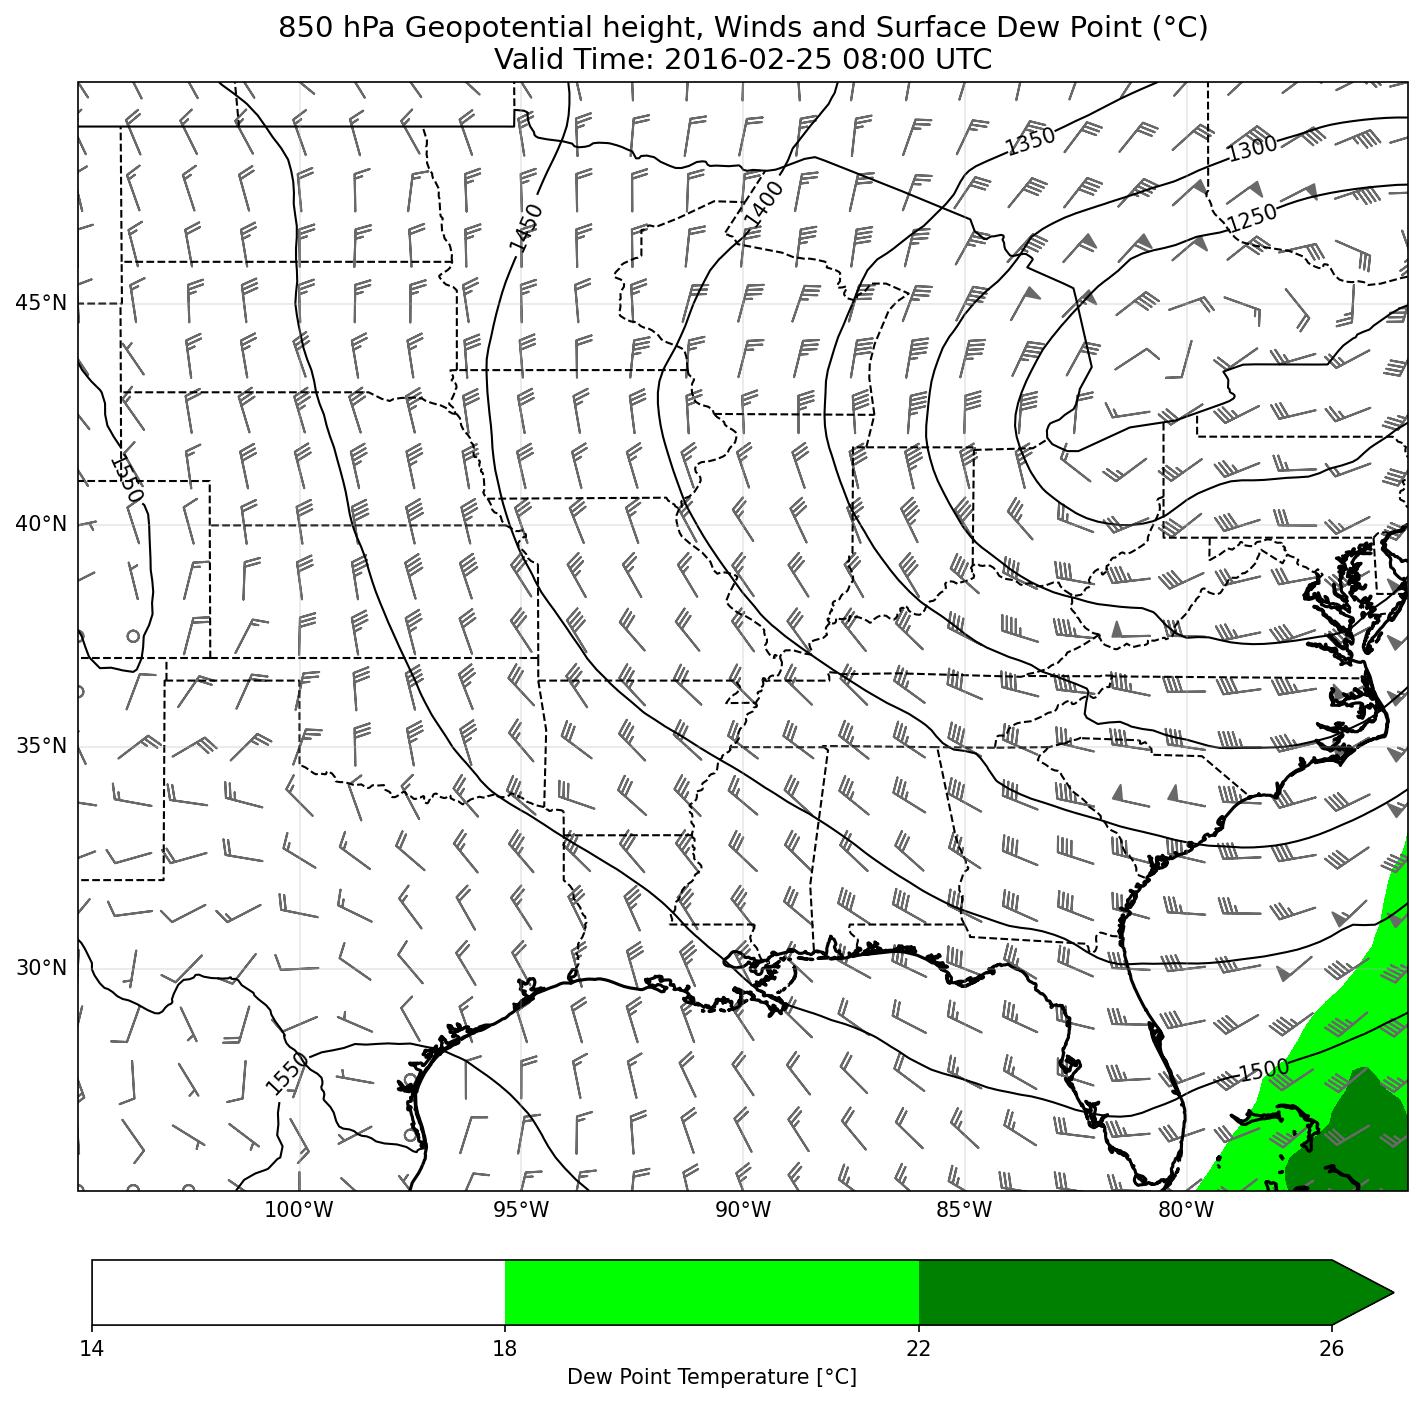 850 hPa Geopotential height, Winds and Surface Dew Point (°C)
Valid Time: 2016-02-25 08:00 UTC
1350
1300
1400
1450
1250
45°N
1550
40°N
35°N
30°N
1550
1500
100°W
95°W
90°W
85°W
80°W
14
18
22
26
Dew Point Temperature [°C]